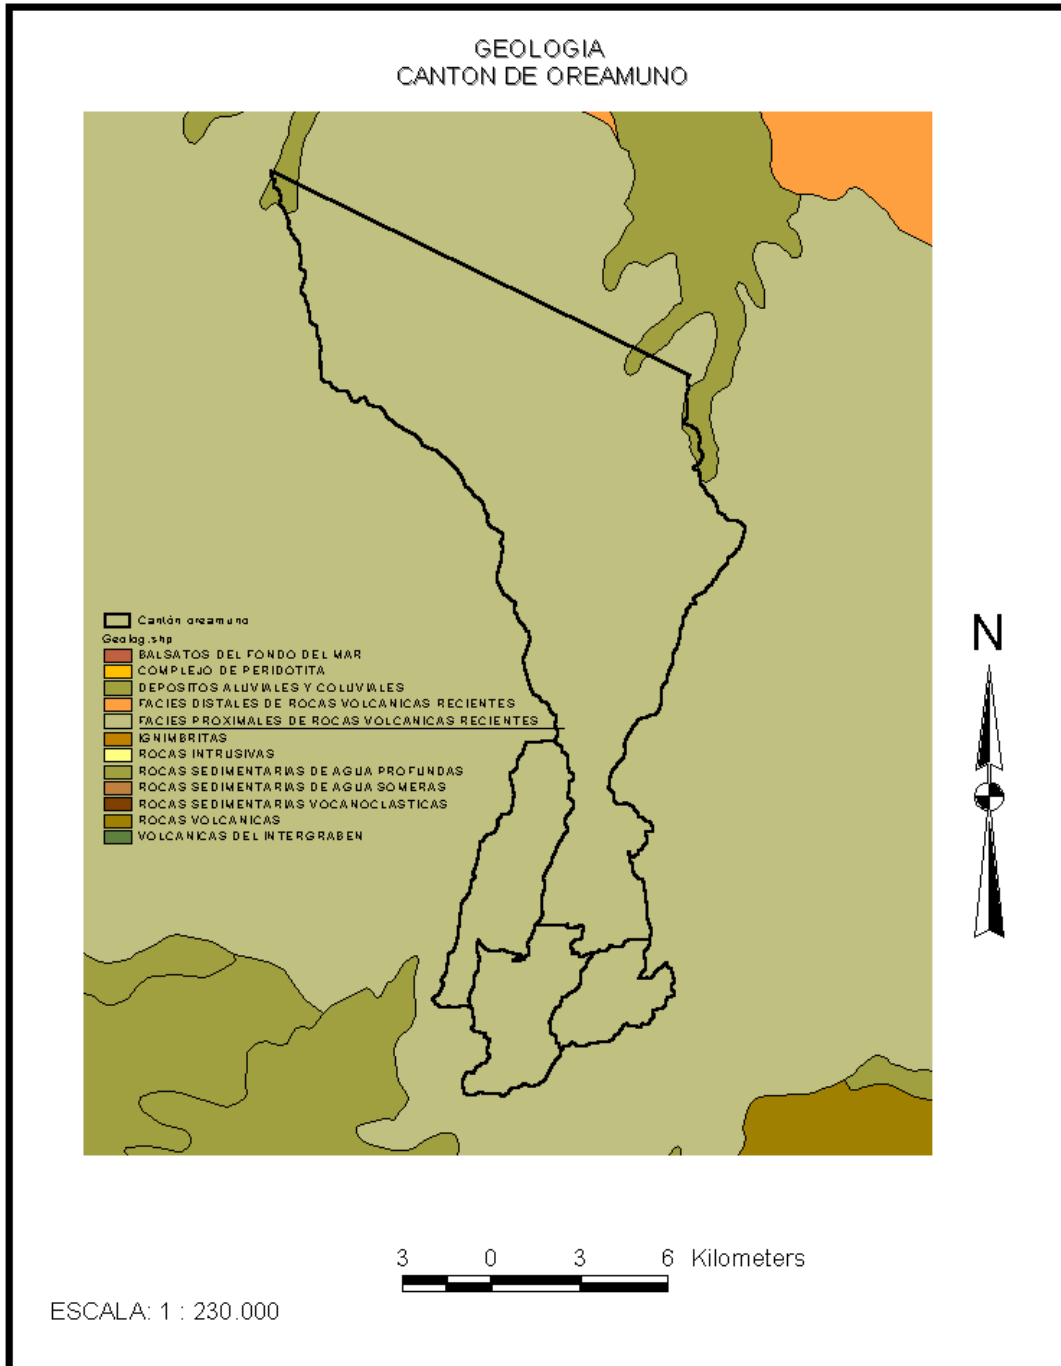 GEOLOGIA
CANTON DE OREAMUNO
Cantón oreamuno
Geolog.shp
BALSATOS DEL FONDO DEL MAR
COMPLEJO DE PERIDOTITA
DEPOSITOS ALUVIALES Y COLUVIALES
FACIES DISTALES DE ROCAS VOLCANICAS RECIENTES
FACIES PROXIMALES DE ROCAS VOLCANICAS RECIENTES
IGNIMBRITAS
ROCAS INTRUSIVAS
ROCAS SEDIMENTARIAS DE AGUA PROFUNDAS
ROCAS SEDIMENTARIAS DE AGUA SOMERAS
ROCAS SEDIMENTARIAS VOCANOCLASTICAS
ROCAS VOLCANICAS
VOLCANICAS DEL INTERGRABEN
N
3 0 3 6 Kilometers
ESCALA: 1 : 230.000